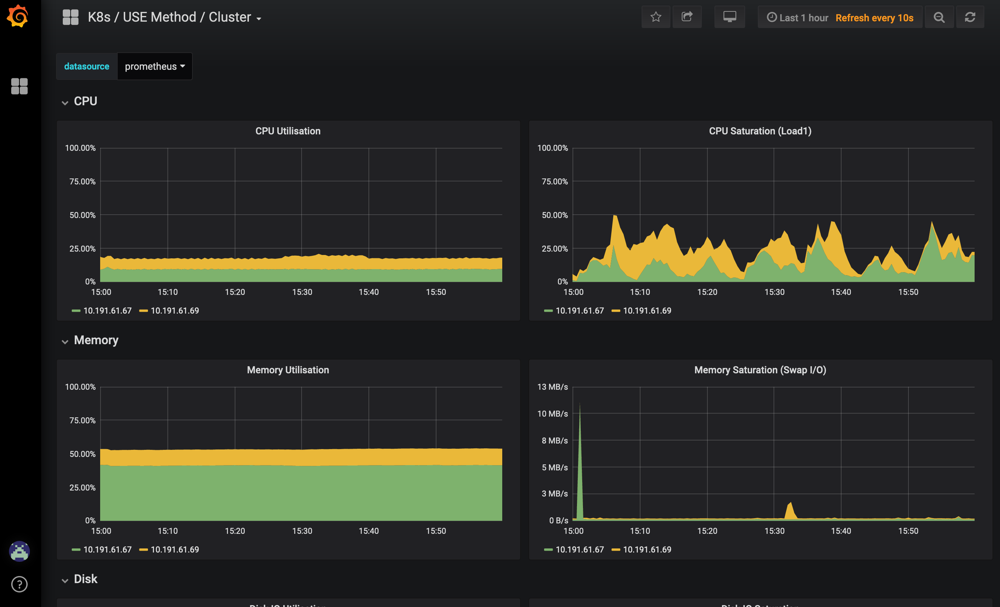 K8s / USE Method / Cluster
Last 1 hour Refresh every 10s
datasource prometheus
CPU
CPU Utilisation
100.00%
75.00%
50.00%
25.00%
0%
15:00 15:10 15:20 15:30 15:40 15:50
10.191.61.67 10.191.61.69
CPU Saturation (Load1)
100.00%
75.00%
50.00%
25.00%
0%
15:00 15:10 15:20 15:30 15:40 15:50
10.191.61.67 10.191.61.69
Memory
Memory Utilisation
100.00%
75.00%
50.00%
25.00%
0%
15:00 15:10 15:20 15:30 15:40 15:50
10.191.61.67 10.191.61.69
Memory Saturation (Swap I/O)
13 MB/s
10 MB/s
8 MB/s
5 MB/s
3 MB/s
0 B/s
15:00 15:10 15:20 15:30 15:40 15:50
10.191.61.67 10.191.61.69
Disk
Disk IO Utilisation
Disk IO Saturation
?